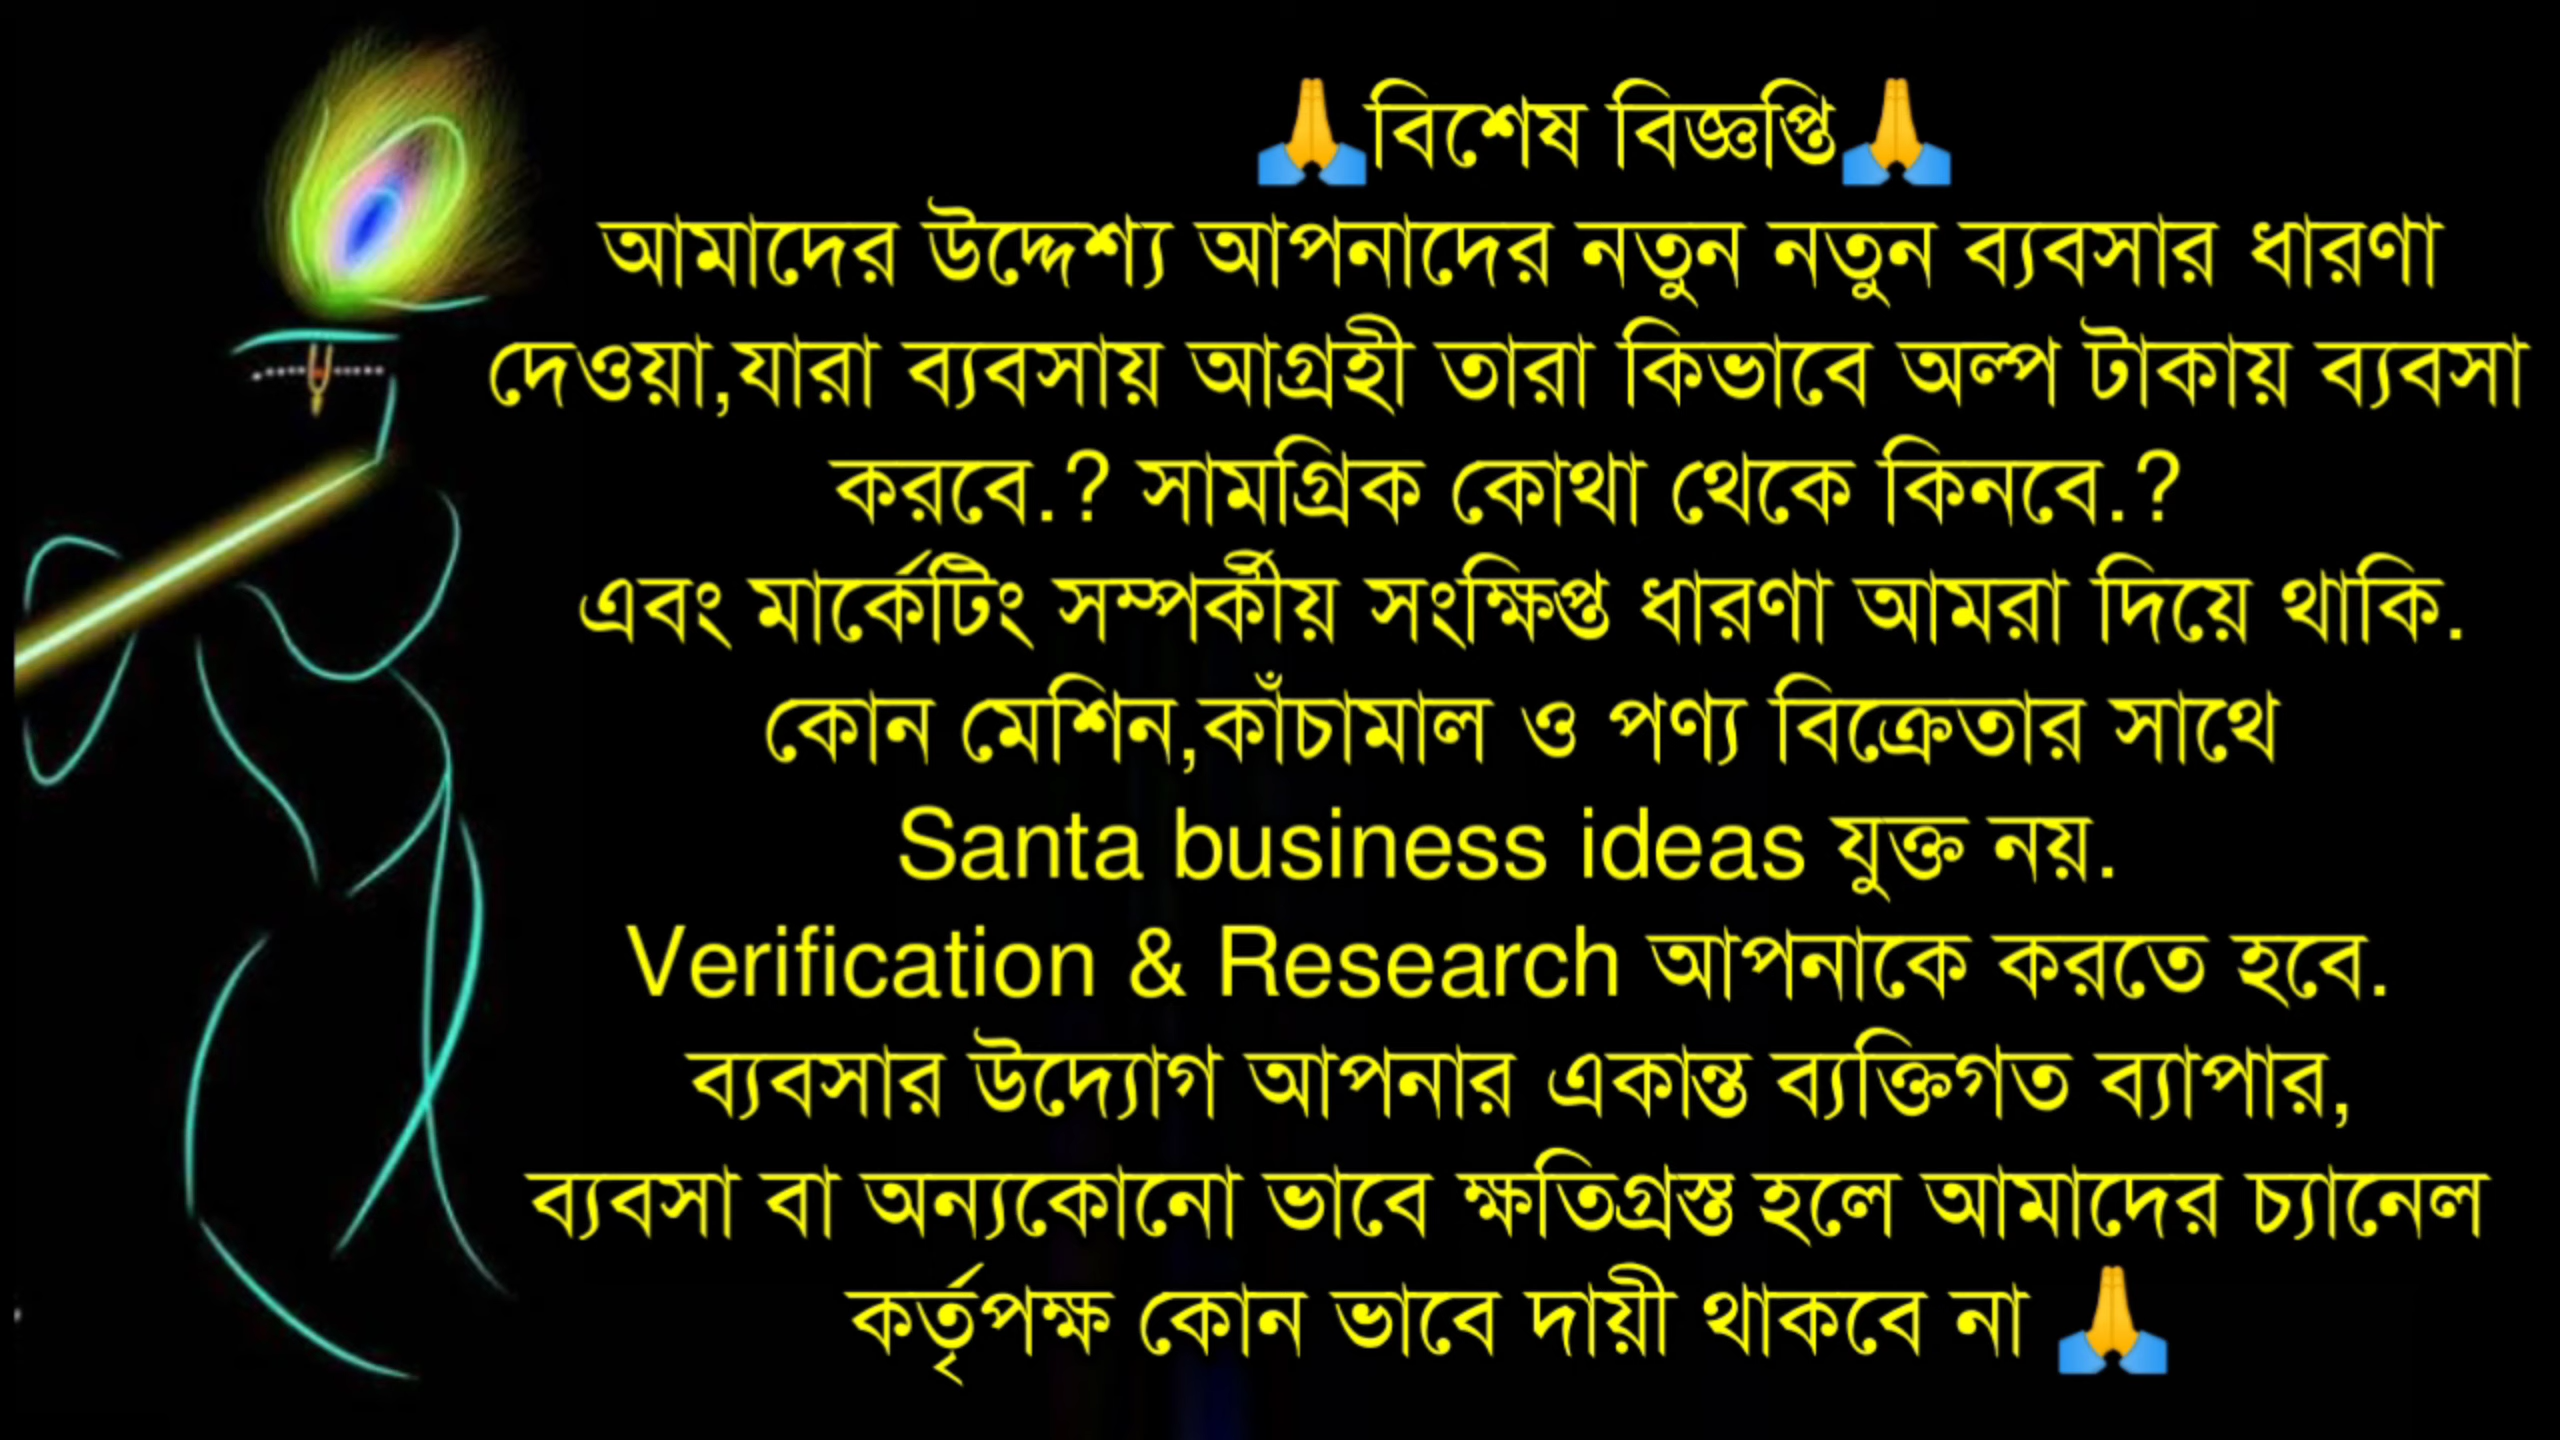 🙏বিশেষ বিজ্ঞপ্তি🙏
আমাদের উদ্দেশ্য আপনাদের নতুন নতুন ব্যবসার ধারণা
দেওয়া,যারা ব্যবসায় আগ্রহী তারা কিভাবে অল্প টাকায় ব্যবসা
করবে.? সামগ্রিক কোথা থেকে কিনবে.?
এবং মার্কেটিং সম্পর্কীয় সংক্ষিপ্ত ধারণা আমরা দিয়ে থাকি.
কোন মেশিন,কাঁচামাল ও পণ্য বিক্রেতার সাথে
Santa business ideas যুক্ত নয়.
Verification & Research আপনাকে করতে হবে.
ব্যবসার উদ্যোগ আপনার একান্ত ব্যক্তিগত ব্যাপার,
ব্যবসা বা অন্যকোনো ভাবে ক্ষতিগ্রস্ত হলে আমাদের চ্যানেল
কর্তৃপক্ষ কোন ভাবে দায়ী থাকবে না 🙏